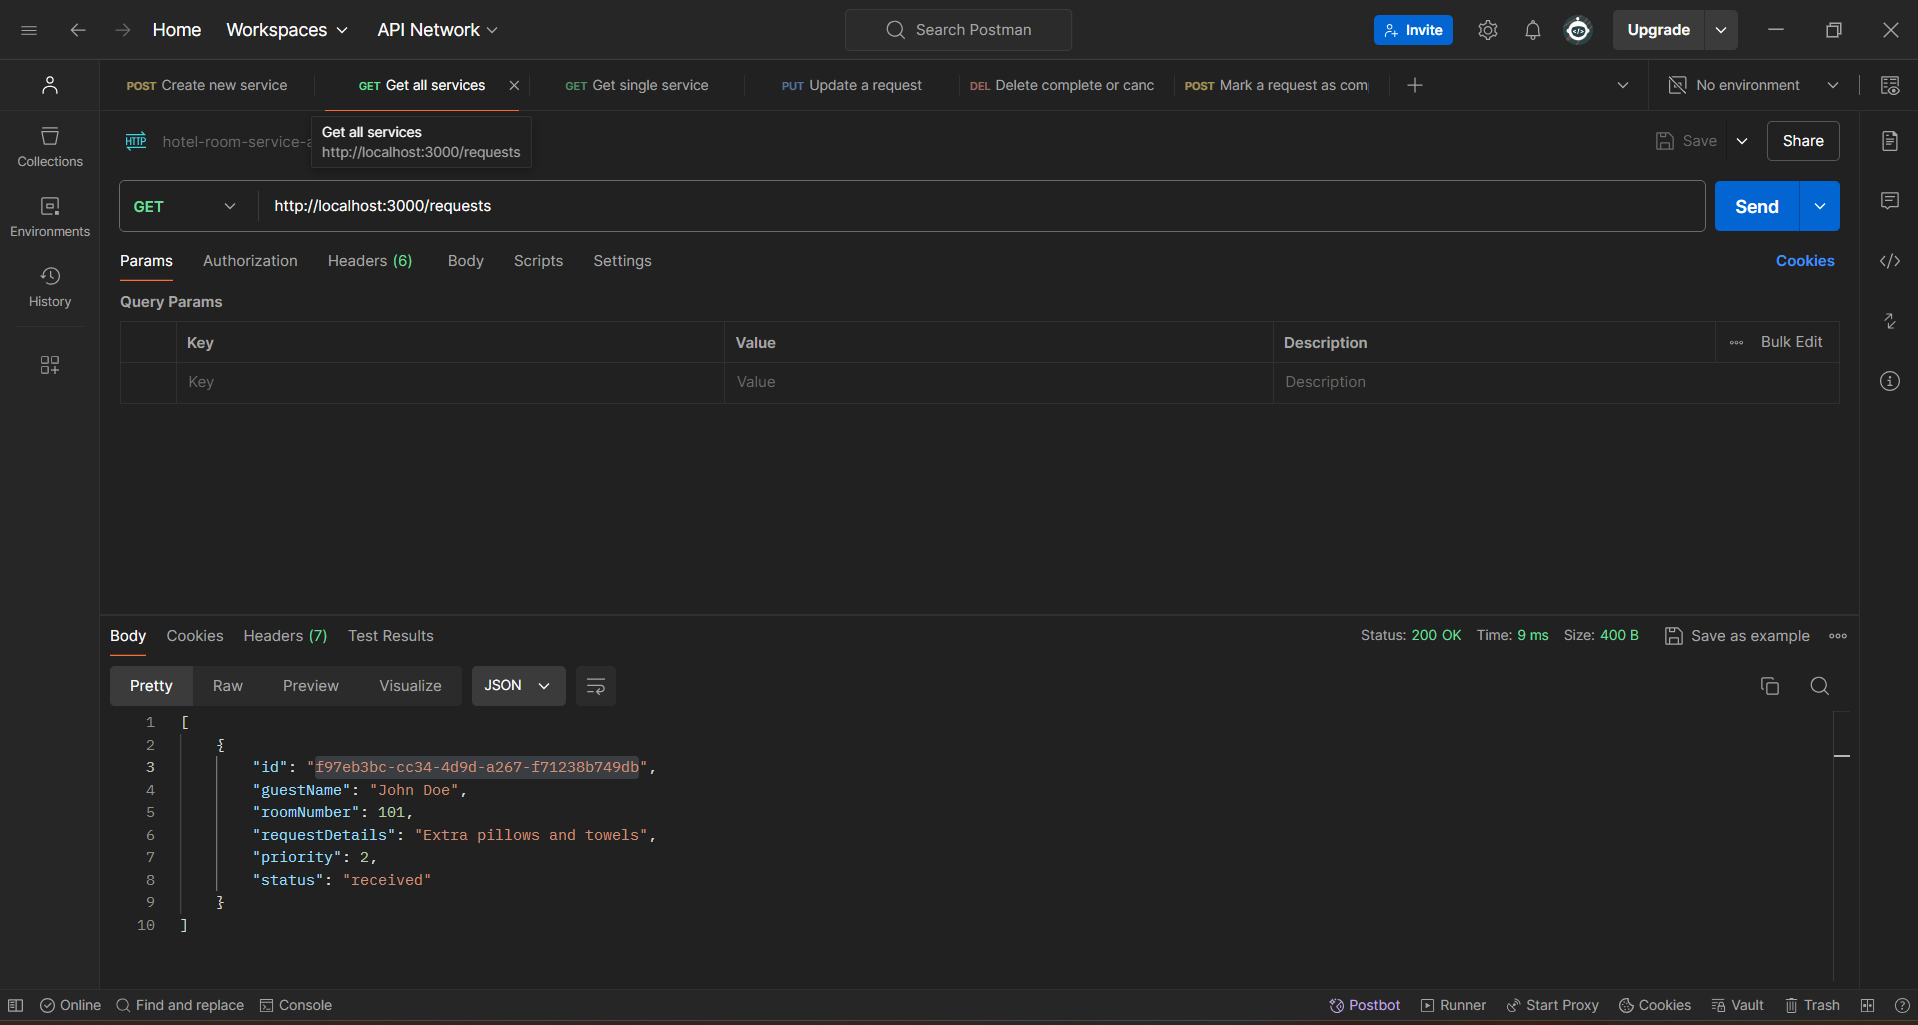 Home Workspaces API Network Search Postman Invite Upgrade
POST Create new service GET Get all services GET Get single service PUT Update a request DEL Delete complete or canc POST Mark a request as com No environment
HTTP hotel-room-service-a Save Share
Get all services
http://localhost:3000/requests
Collections
GET http://localhost:3000/requests Send
Environments
Params Authorization Headers (6) Body Scripts Settings Cookies
History
Query Params
Key Value Description Bulk Edit
Key Value Description
Body Cookies Headers (7) Test Results Status: 200 OK Time: 9 ms Size: 400 B Save as example
Pretty Raw Preview Visualize JSON
1 [
2 {
3 "id": "f97eb3bc-cc34-4d9d-a267-f71238b749db",
4 "guestName": "John Doe",
5 "roomNumber": 101,
6 "requestDetails": "Extra pillows and towels",
7 "priority": 2,
8 "status": "received"
9 }
10 ]
Online Find and replace Console Postbot Runner Start Proxy Cookies Vault Trash